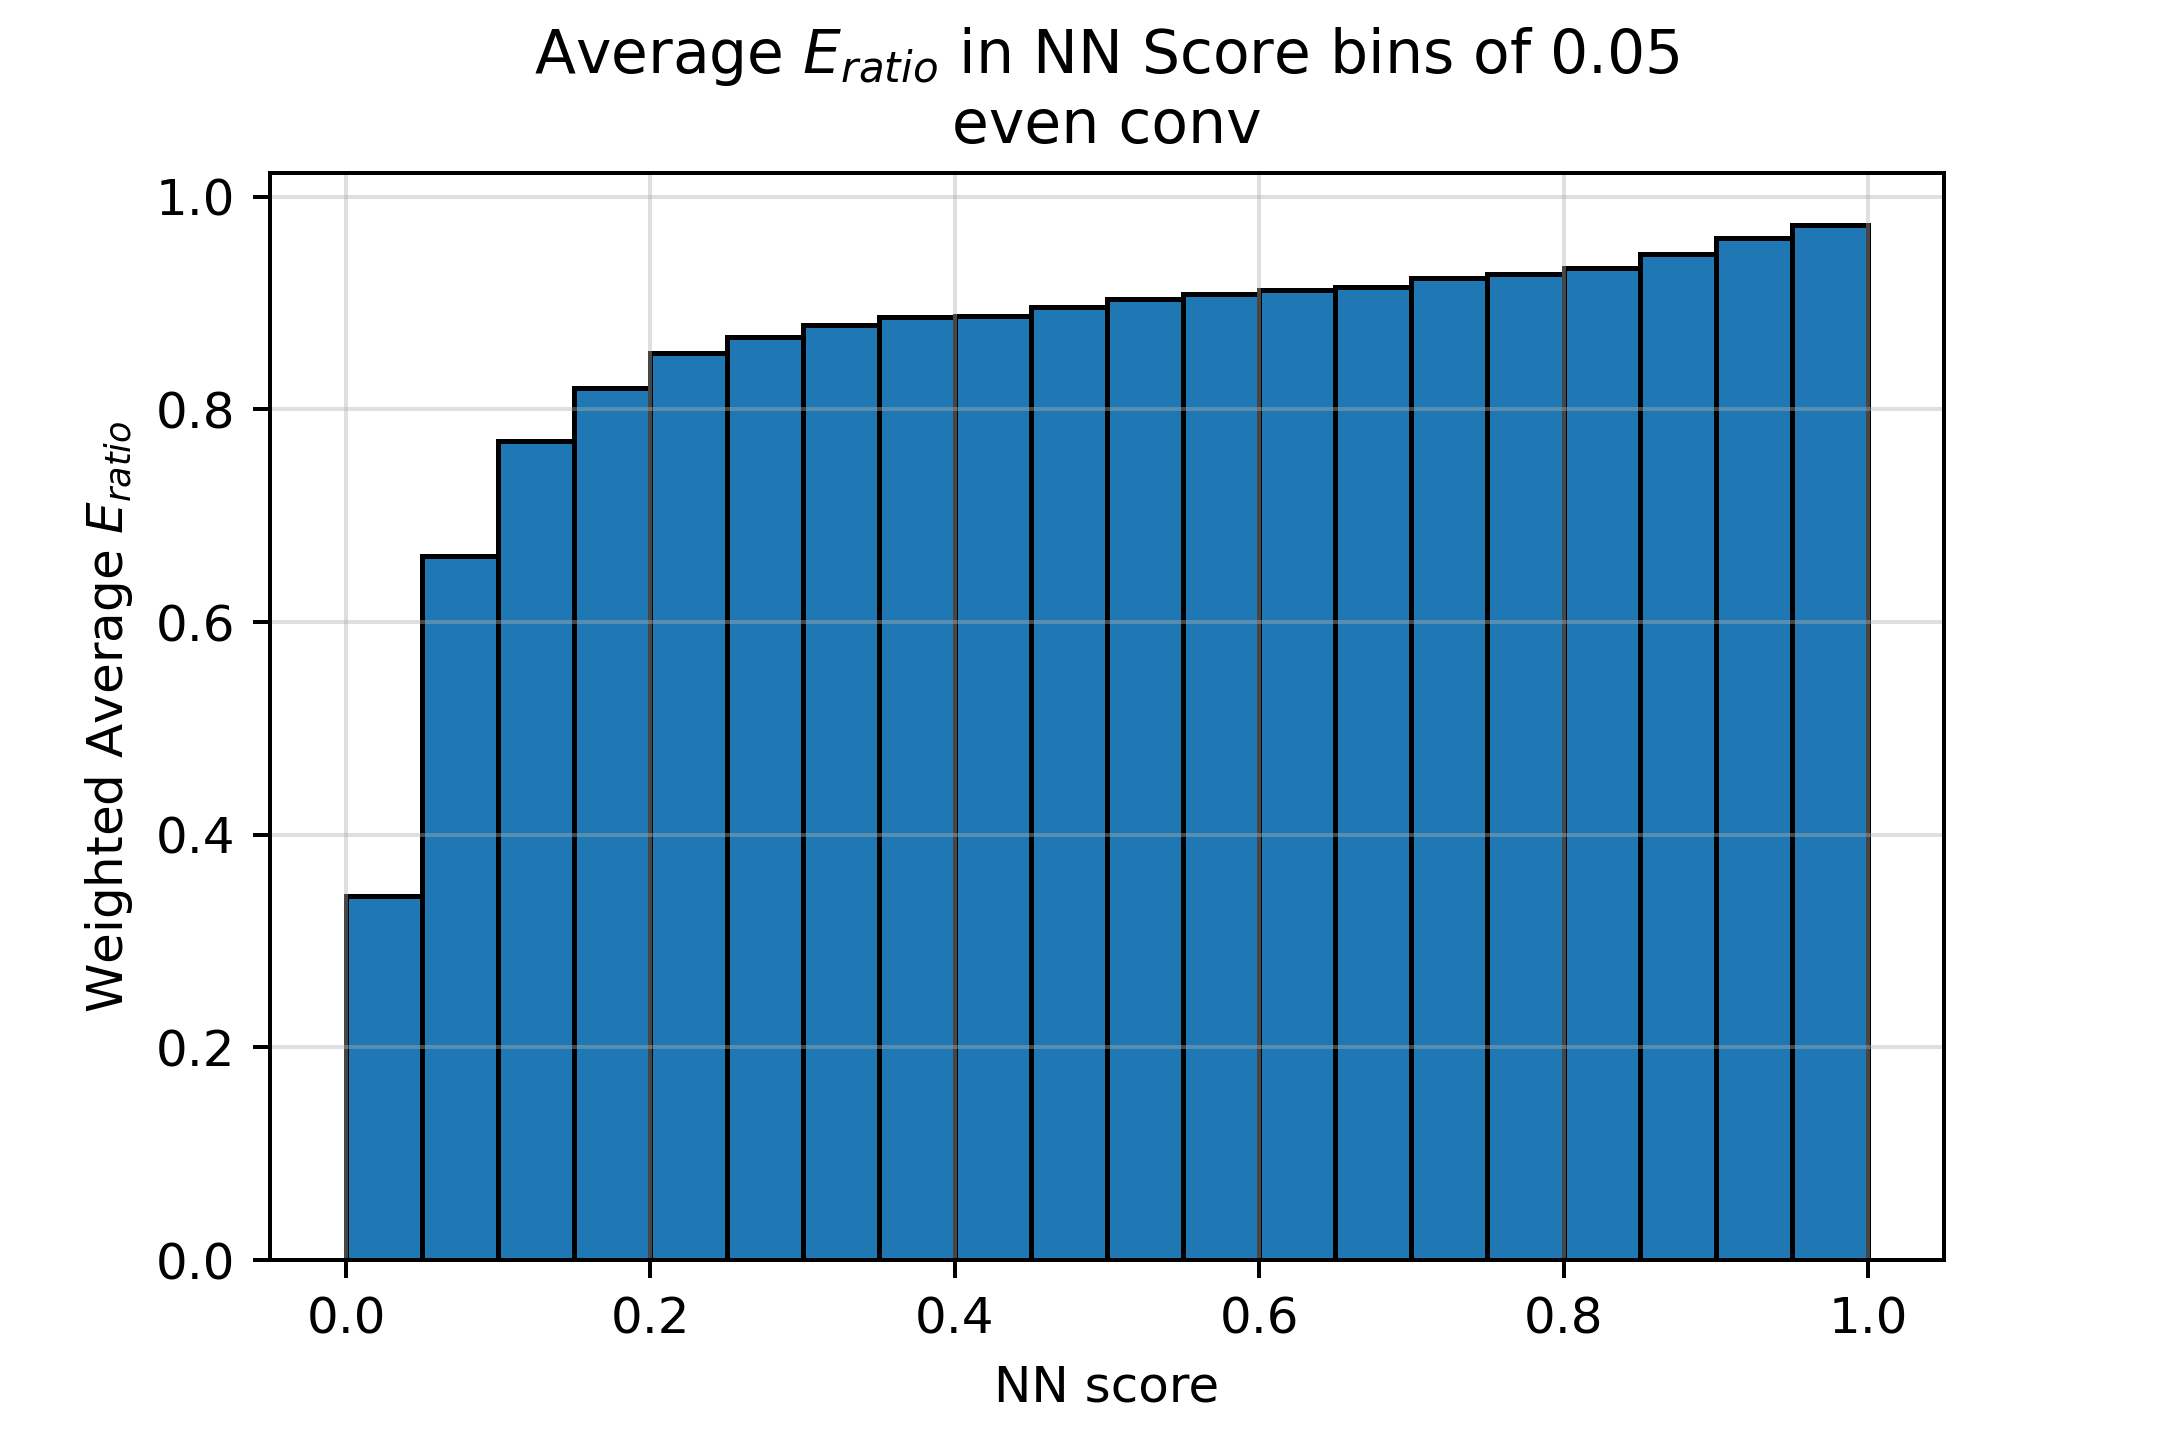 Average E_ratio in NN Score bins of 0.05
even conv
Weighted Average E_ratio
1.0
0.8
0.6
0.4
0.2
0.0
0.0 0.2 0.4 0.6 0.8 1.0
NN score